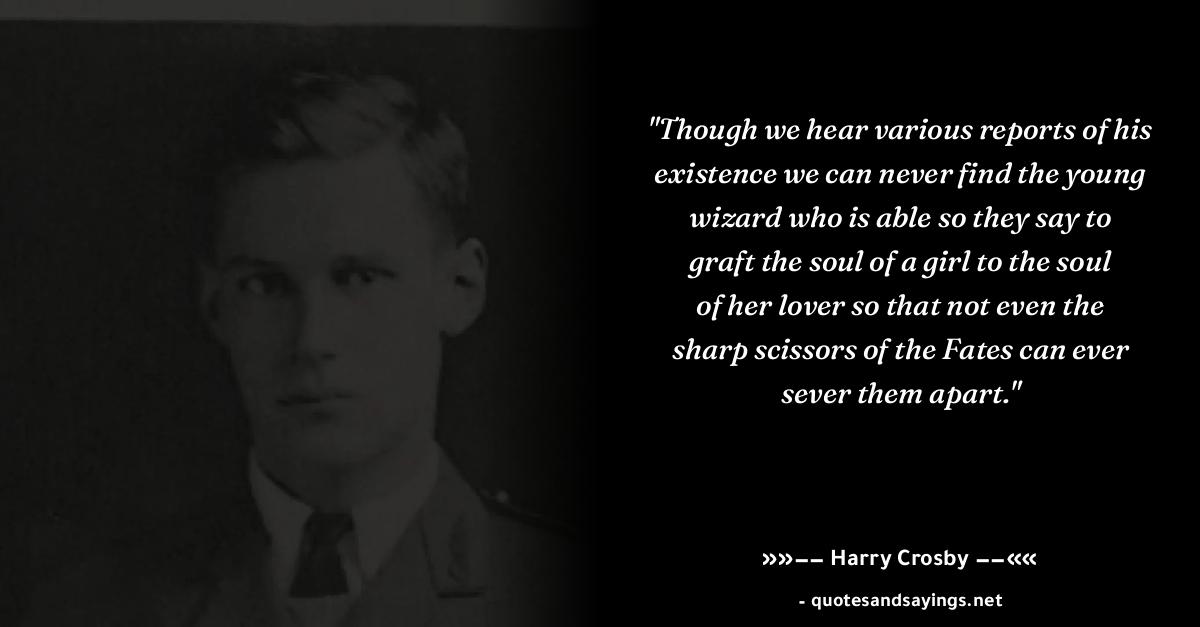 "Though we hear various reports of his
existence we can never find the young
wizard who is able so they say to
graft the soul of a girl to the soul
of her lover so that not even the
sharp scissors of the Fates can ever
sever them apart."
»»–– Harry Crosby ––««
- quotesandsayings.net